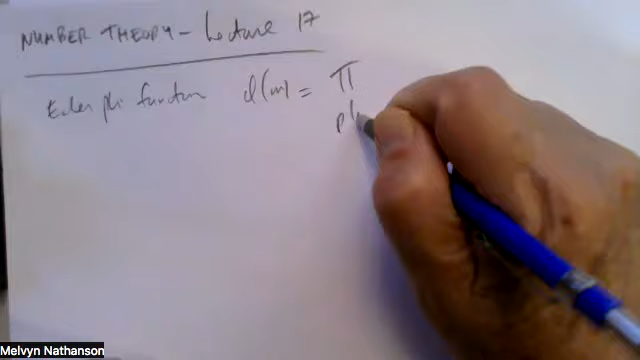 NUMBER THEORY - Lecture 17
Euler phi function φ(m) = ∏
p|
Melvyn Nathanson